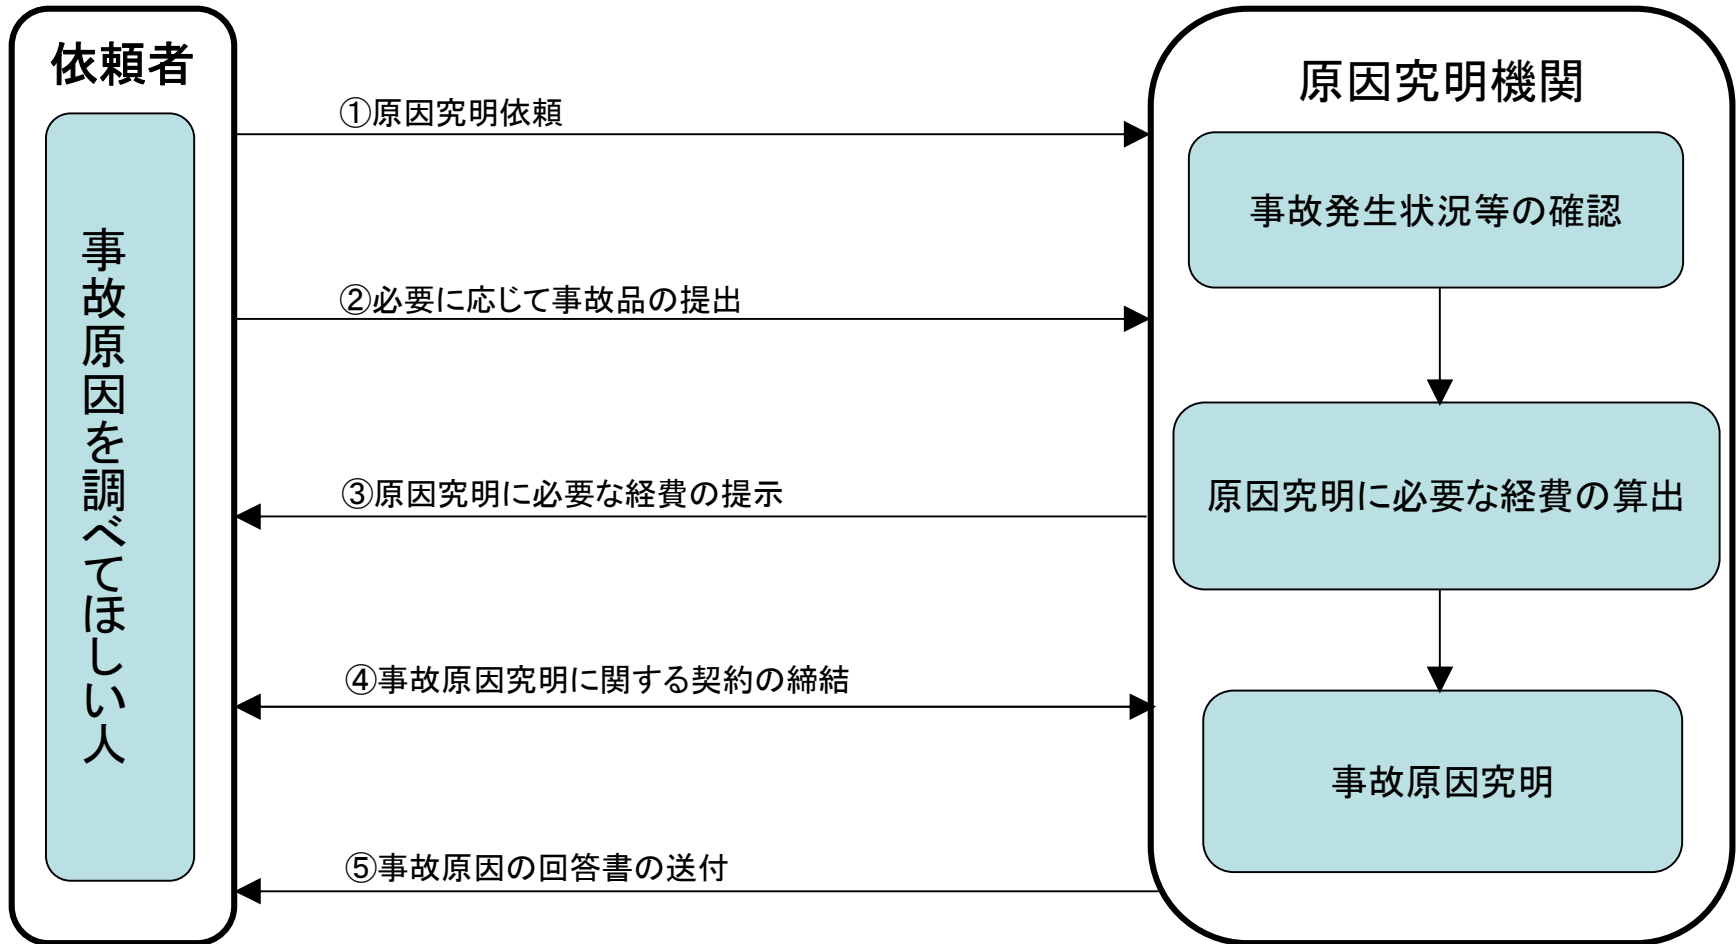 依頼者
事故原因を調べてほしい人
①原因究明依頼
②必要に応じて事故品の提出
③原因究明に必要な経費の提示
④事故原因究明に関する契約の締結
⑤事故原因の回答書の送付
原因究明機関
事故発生状況等の確認
原因究明に必要な経費の算出
事故原因究明